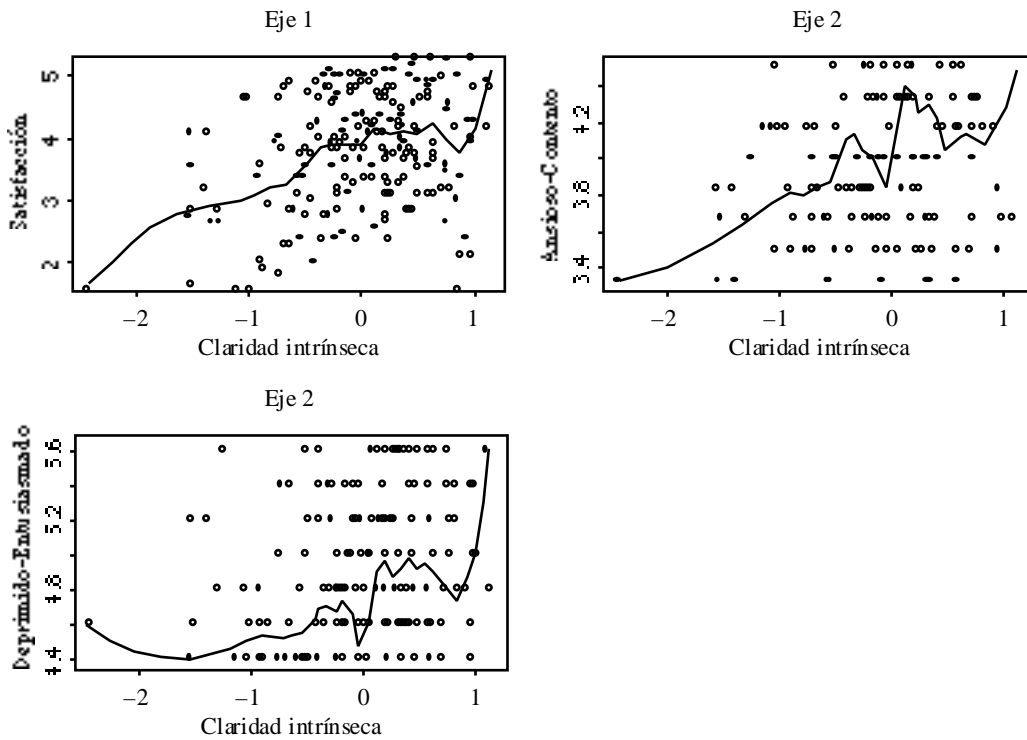 Eje 1
Satisfacción
5
4
3
2
−2
−1
0
1
Claridad intrínseca
Eje 2
Ansioso-Contento
4.2
3.8
3.4
−2
−1
0
1
Claridad intrínseca
Eje 2
Deprimido-Entusiasmado
5.6
5.2
4.8
4.4
−2
−1
0
1
Claridad intrínseca